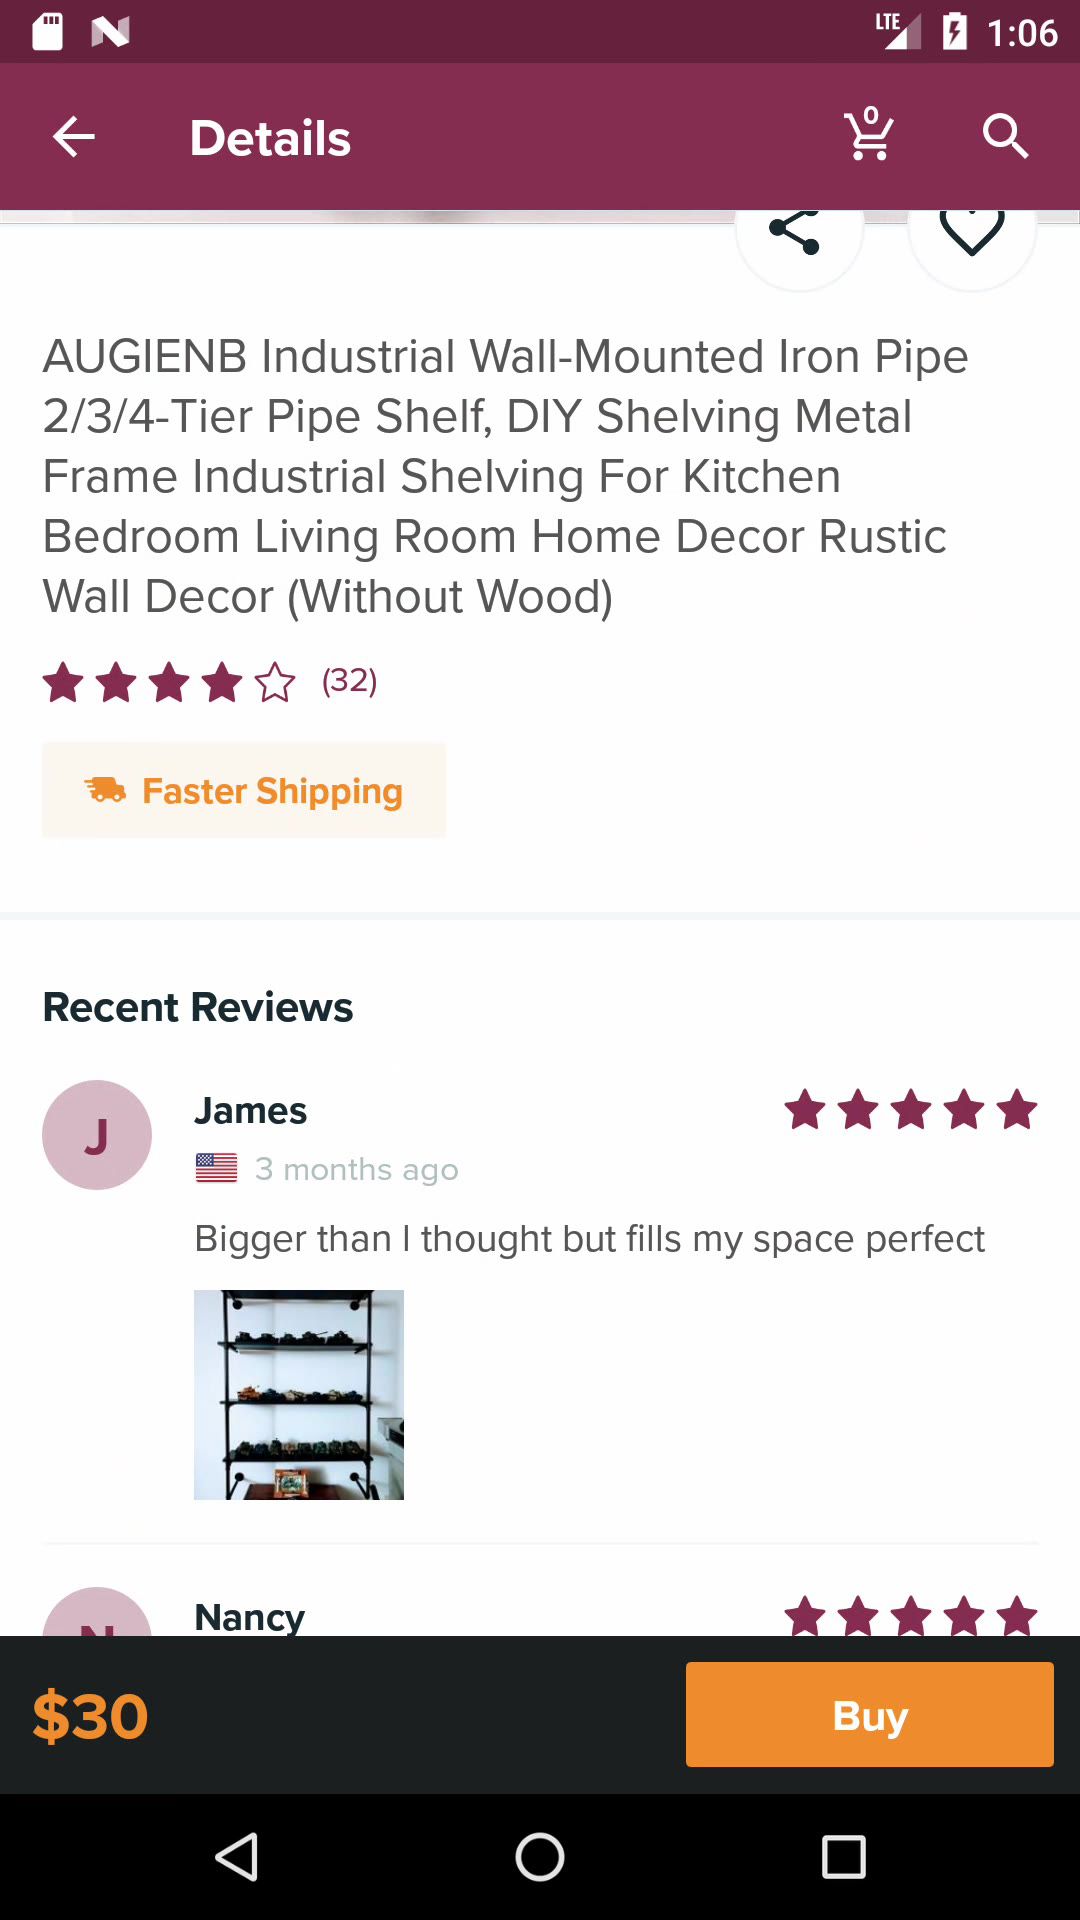 LTE 1:06
Details 0
AUGIENB Industrial Wall-Mounted Iron Pipe
2/3/4-Tier Pipe Shelf, DIY Shelving Metal
Frame Industrial Shelving For Kitchen
Bedroom Living Room Home Decor Rustic
Wall Decor (Without Wood)
(32)
Faster Shipping
Recent Reviews
J
James
3 months ago
Bigger than I thought but fills my space perfect
N
Nancy
$30
Buy